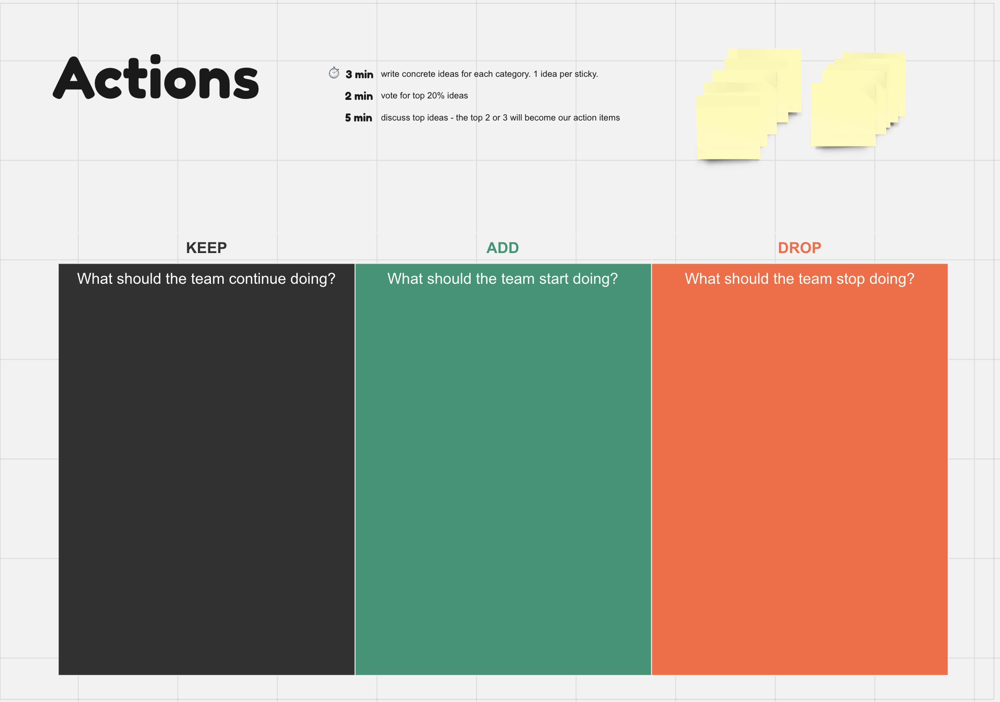 Actions
3 min write concrete ideas for each category. 1 idea per sticky.
2 min vote for top 20% ideas
5 min discuss top ideas - the top 2 or 3 will become our action items
KEEP
ADD
DROP
What should the team continue doing?
What should the team start doing?
What should the team stop doing?